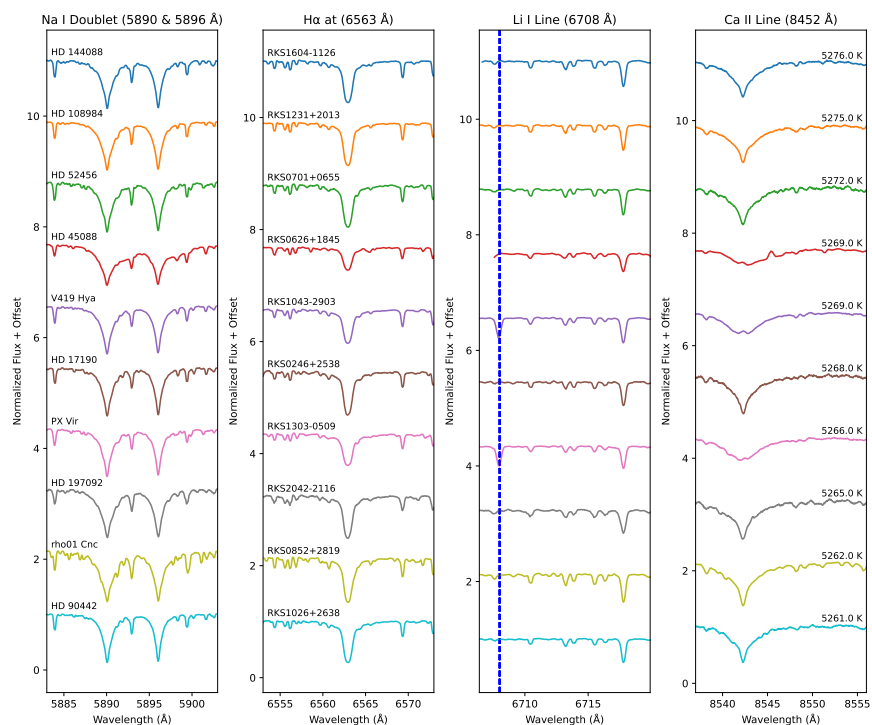 Na I Doublet (5890 & 5896 Å)
Normalized Flux + Offset
HD 144088
HD 108984
HD 52456
HD 45088
V419 Hya
HD 17190
PX Vir
HD 197092
rho01 Cnc
HD 90442
10
8
6
4
2
0
5885 5890 5895 5900
Wavelength (Å)
Hα at (6563 Å)
Normalized Flux + Offset
RKS1604-1126
RKS1231+2013
RKS0701+0655
RKS0626+1845
RKS1043-2903
RKS0246+2538
RKS1303-0509
RKS2042-2116
RKS0852+2819
RKS1026+2638
10
8
6
4
2
0
6555 6560 6565 6570
Wavelength (Å)
Li I Line (6708 Å)
Normalized Flux + Offset
10
8
6
4
2
6710 6715
Wavelength (Å)
Ca II Line (8452 Å)
Normalized Flux + Offset
5276.0 K
5275.0 K
5272.0 K
5269.0 K
5269.0 K
5268.0 K
5266.0 K
5265.0 K
5262.0 K
5261.0 K
10
8
6
4
2
0
8540 8545 8550 8555
Wavelength (Å)